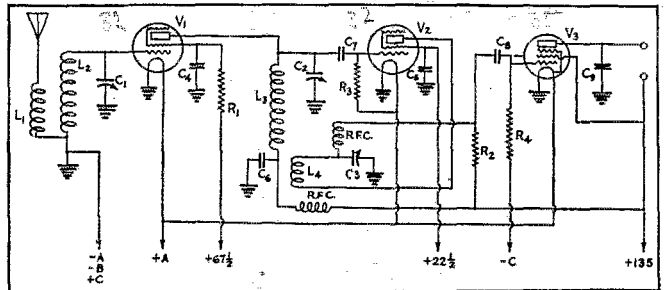 V1
V2
V3
L1
L2
C1
C4
R1
L3
C2
C7
R3
C5
C8
C9
R.F.C.
R2
R4
C6
L4
C3
R.F.C.
-A
-B
+C
+A
+67½
+22½
-C
+135